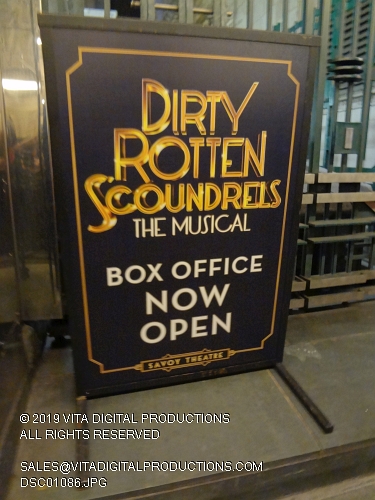 DIRTY
ROTTEN
SCOUNDRELS
THE MUSICAL
BOX OFFICE
NOW
OPEN
SAVOY THEATRE
© 2019 VITA DIGITAL PRODUCTIONS
ALL RIGHTS RESERVED
SALES@VITADIGITALPRODUCTIONS.COM
DSC01086.JPG